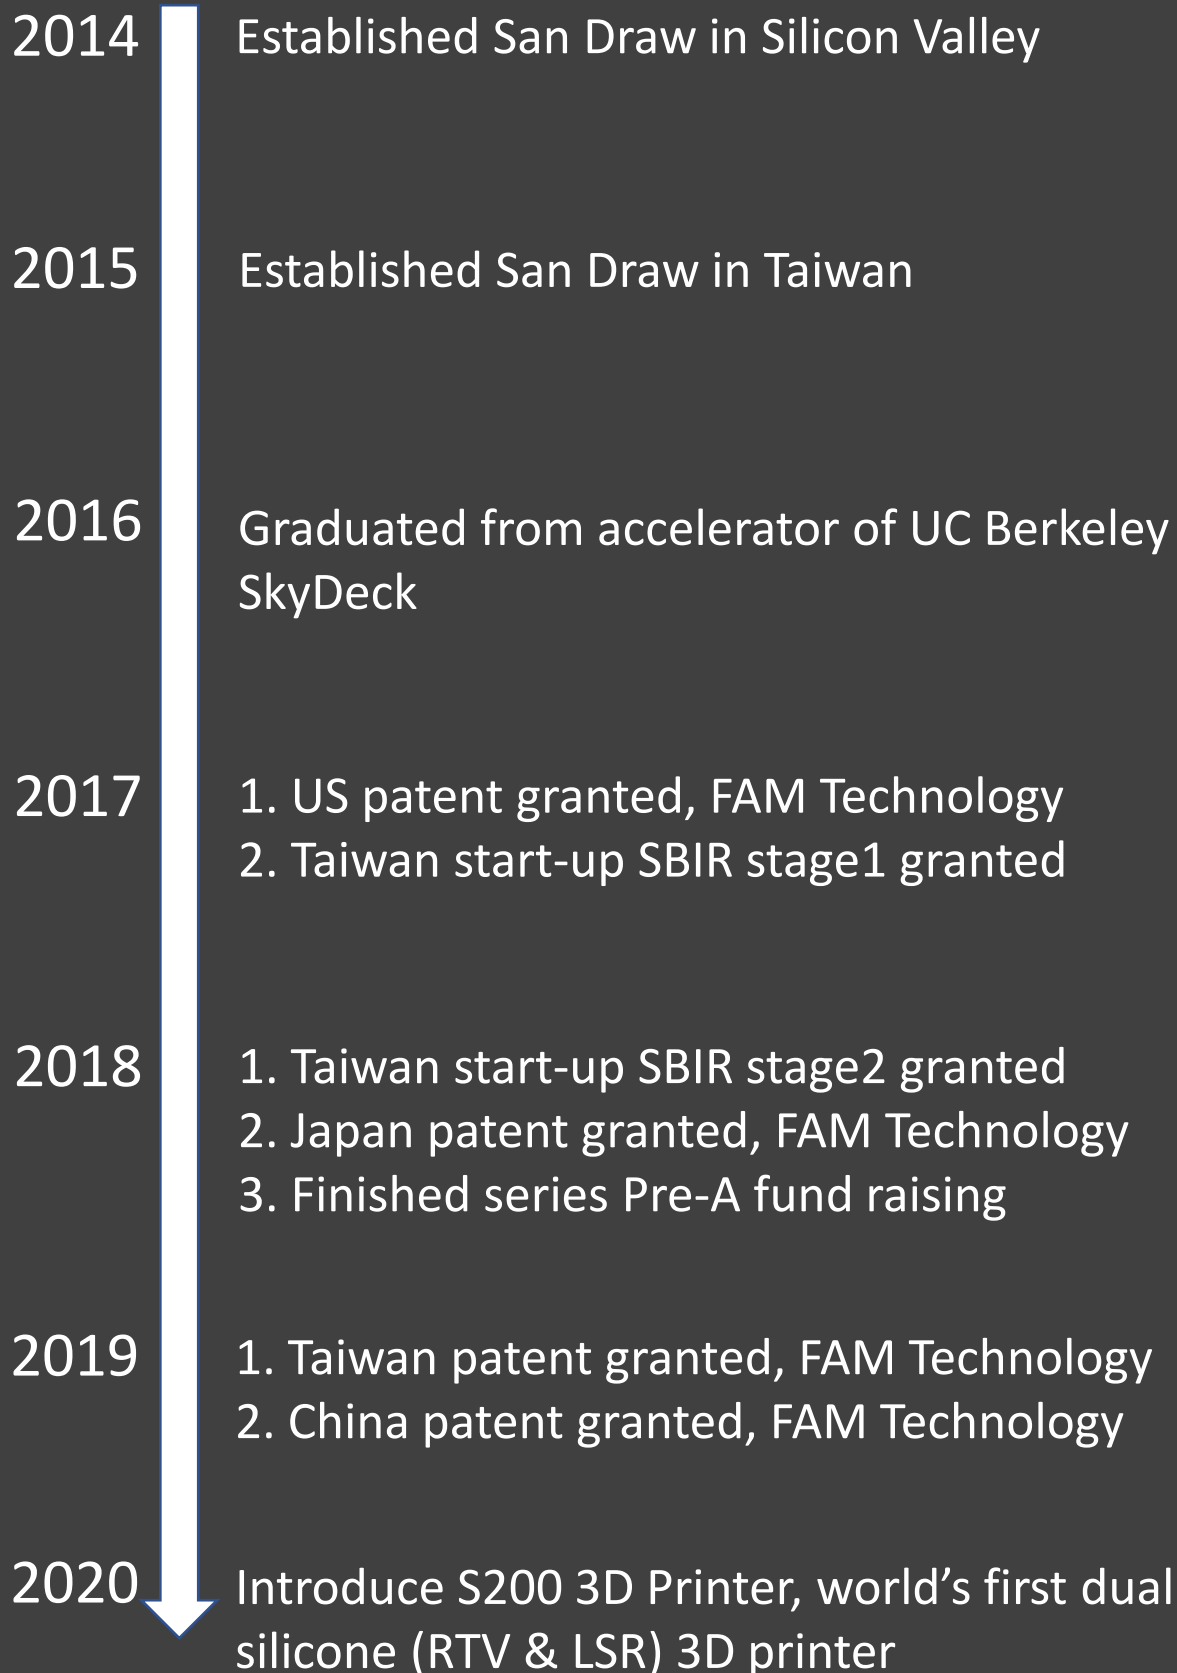 2014 Established San Draw in Silicon Valley
2015 Established San Draw in Taiwan
2016 Graduated from accelerator of UC Berkeley
SkyDeck
2017 1. US patent granted, FAM Technology
2. Taiwan start-up SBIR stage1 granted
2018 1. Taiwan start-up SBIR stage2 granted
2. Japan patent granted, FAM Technology
3. Finished series Pre-A fund raising
2019 1. Taiwan patent granted, FAM Technology
2. China patent granted, FAM Technology
2020 Introduce S200 3D Printer, world’s first dual
silicone (RTV & LSR) 3D printer